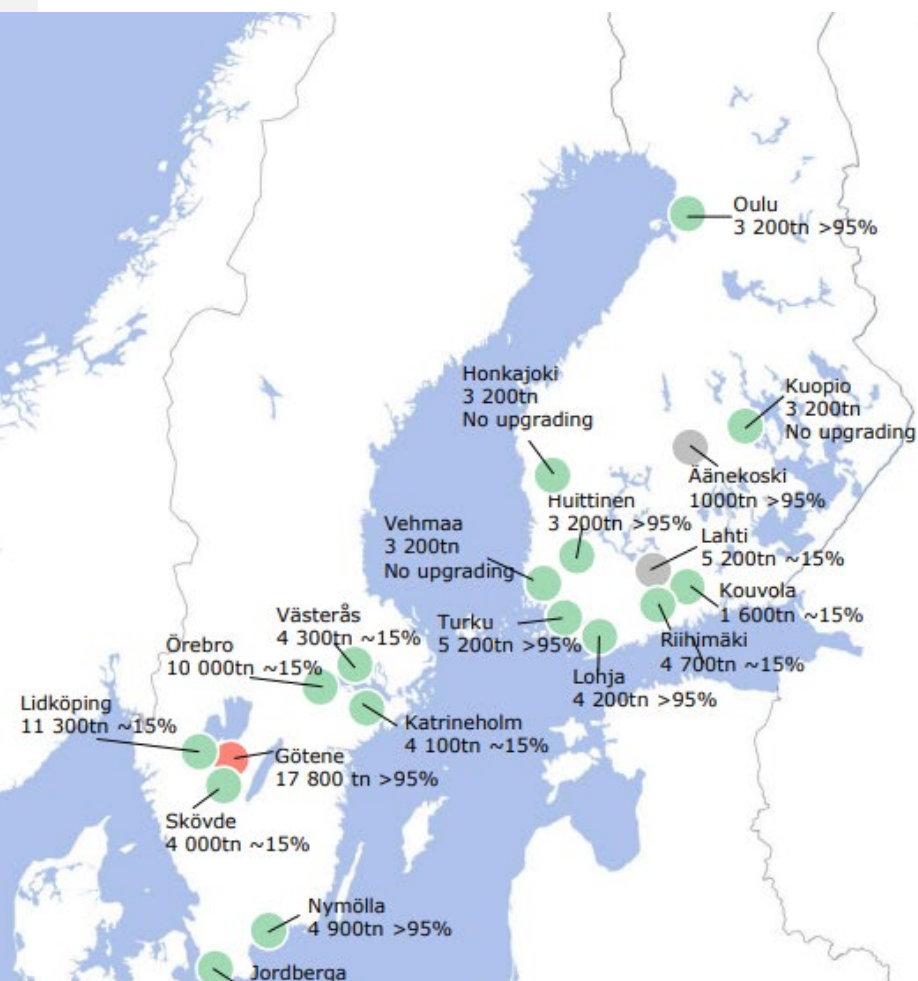 Oulu
3 200tn >95%
Honkajoki
3 200tn
No upgrading
Kuopio
3 200tn
No upgrading
Äänekoski
1000tn >95%
Huittinen
3 200tn >95%
Vehmaa
3 200tn
No upgrading
Lahti
5 200tn ~15%
Kouvola
1 600tn ~15%
Västerås
4 300tn ~15%
Turku
5 200tn >95%
Riihimäki
4 700tn ~15%
Örebro
10 000tn ~15%
Lohja
4 200tn >95%
Lidköping
11 300tn ~15%
Katrineholm
4 100tn ~15%
Götene
17 800 tn >95%
Skövde
4 000tn ~15%
Nymölla
4 900tn >95%
Jordberga